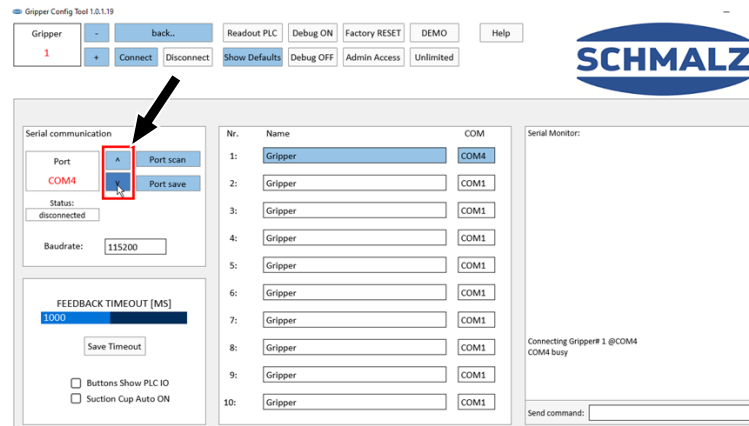 Gripper Config Tool 1.0.1.19
Gripper - back.. Readout PLC Debug ON Factory RESET DEMO Help
1 + Connect Disconnect Show Defaults Debug OFF Admin Access Unlimited
SCHMALZ
Serial communication
Port ^ Port scan
COM4 v Port save
Status:
disconnected
Baudrate: 115200
FEEDBACK TIMEOUT [MS]
1000
Save Timeout
Buttons Show PLC IO
Suction Cup Auto ON
Nr. Name COM
1: Gripper COM4
2: Gripper COM1
3: Gripper COM1
4: Gripper COM1
5: Gripper COM1
6: Gripper COM1
7: Gripper COM1
8: Gripper COM1
9: Gripper COM1
10: Gripper COM1
Serial Monitor:
Connecting Gripper# 1 @COM4
COM4 busy
Send command: